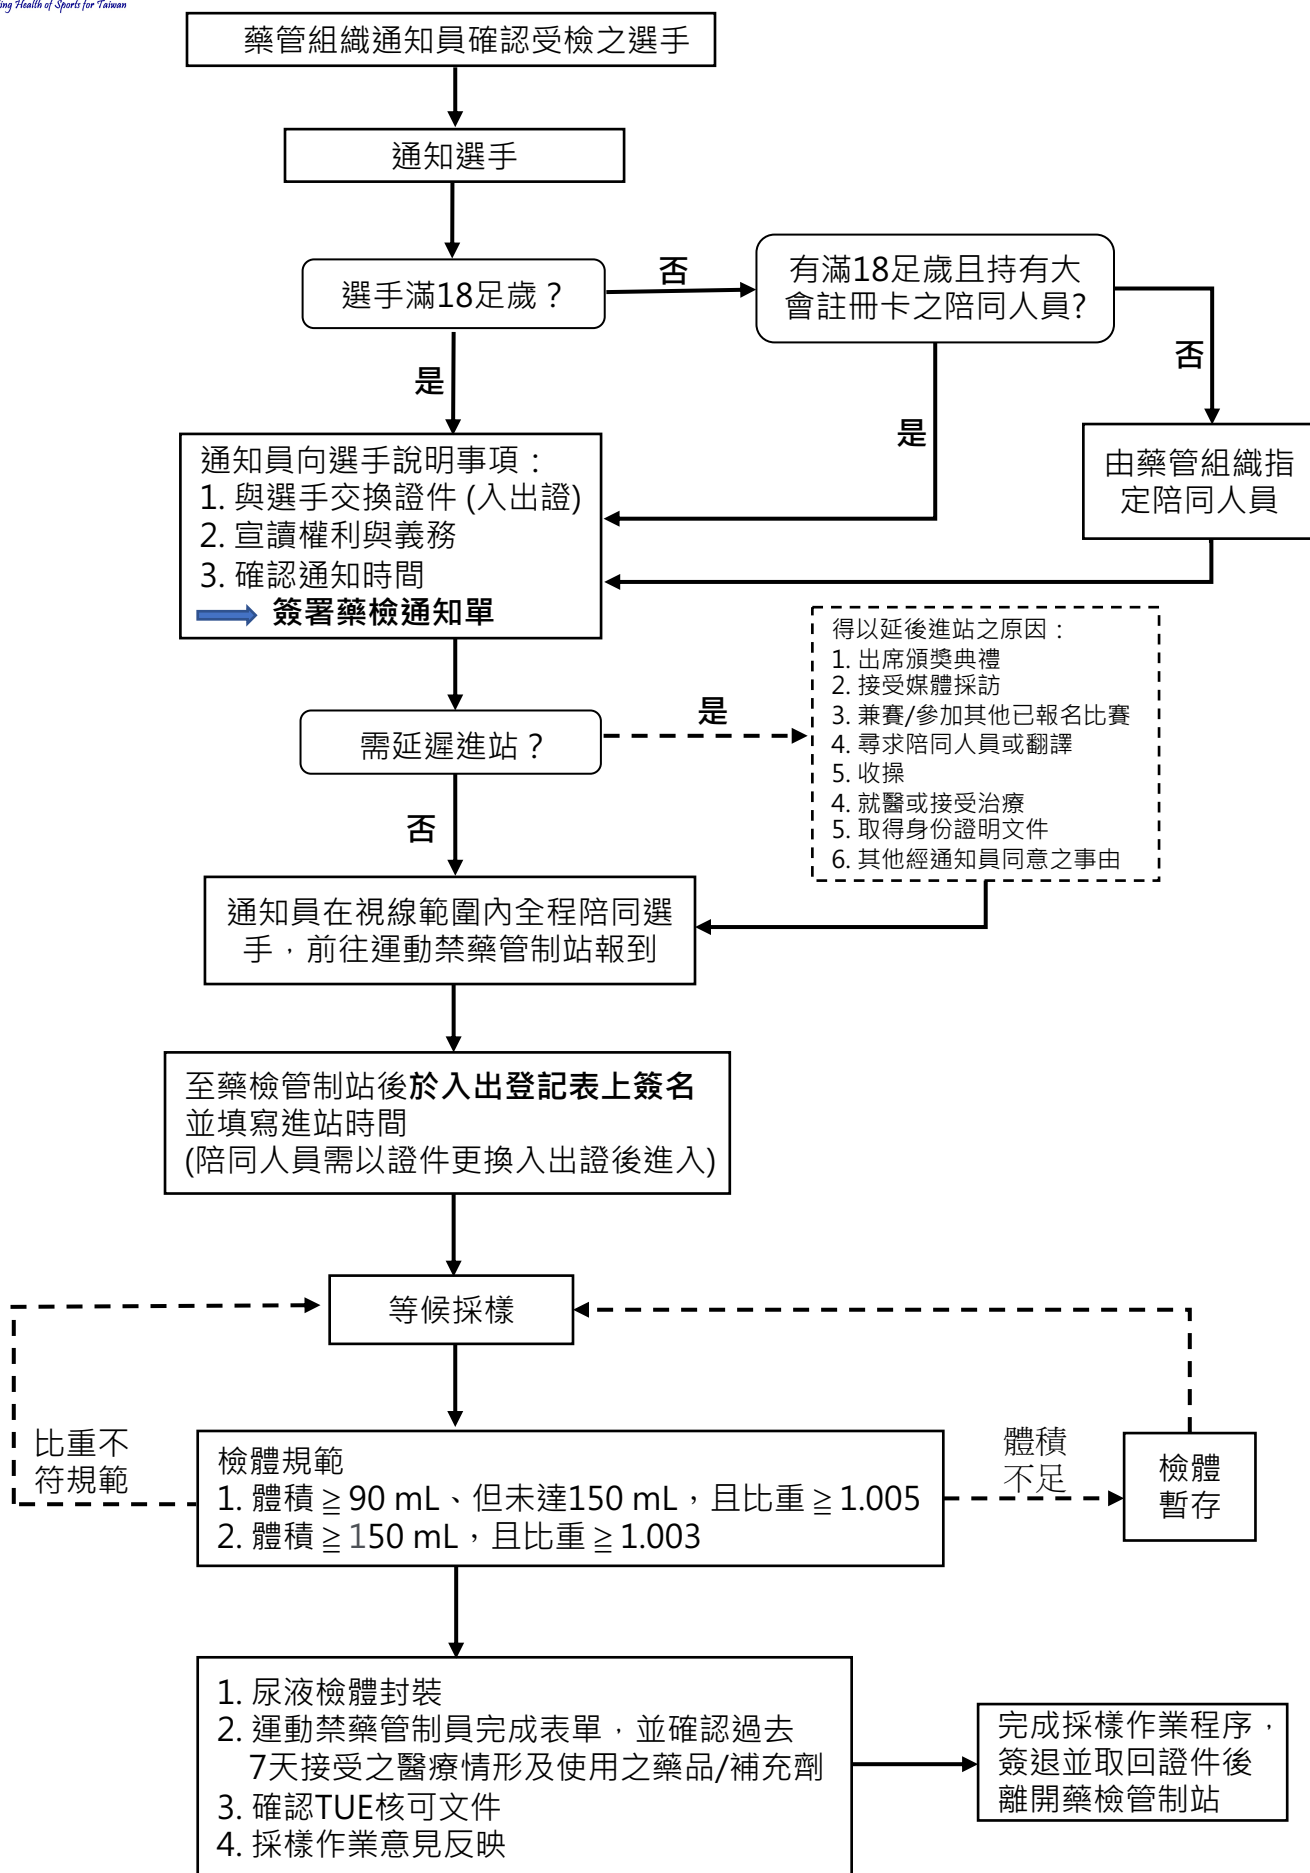 ing Health of Sports for Taiwan
藥管組織通知員確認受檢之選手
通知選手
選手滿18足歲？
否
有滿18足歲且持有大
會註冊卡之陪同人員?
是
否
是
由藥管組織指
定陪同人員
通知員向選手說明事項：
1. 與選手交換證件 (入出證)
2. 宣讀權利與義務
3. 確認通知時間
簽署藥檢通知單
得以延後進站之原因：
1. 出席頒獎典禮
2. 接受媒體採訪
3. 兼賽/參加其他已報名比賽
4. 尋求陪同人員或翻譯
5. 收操
4. 就醫或接受治療
5. 取得身份證明文件
6. 其他經通知員同意之事由
需延遲進站？
是
否
通知員在視線範圍內全程陪同選
手，前往運動禁藥管制站報到
至藥檢管制站後於入出登記表上簽名
並填寫進站時間
(陪同人員需以證件更換入出證後進入)
等候採樣
比重不
符規範
檢體規範
1. 體積 ≧ 90 mL、但未達150 mL，且比重 ≧ 1.005
2. 體積 ≧ 150 mL，且比重 ≧ 1.003
體積
不足
檢體
暫存
1. 尿液檢體封裝
2. 運動禁藥管制員完成表單，並確認過去
7天接受之醫療情形及使用之藥品/補充劑
3. 確認TUE核可文件
4. 採樣作業意見反映
完成採樣作業程序，
簽退並取回證件後
離開藥檢管制站